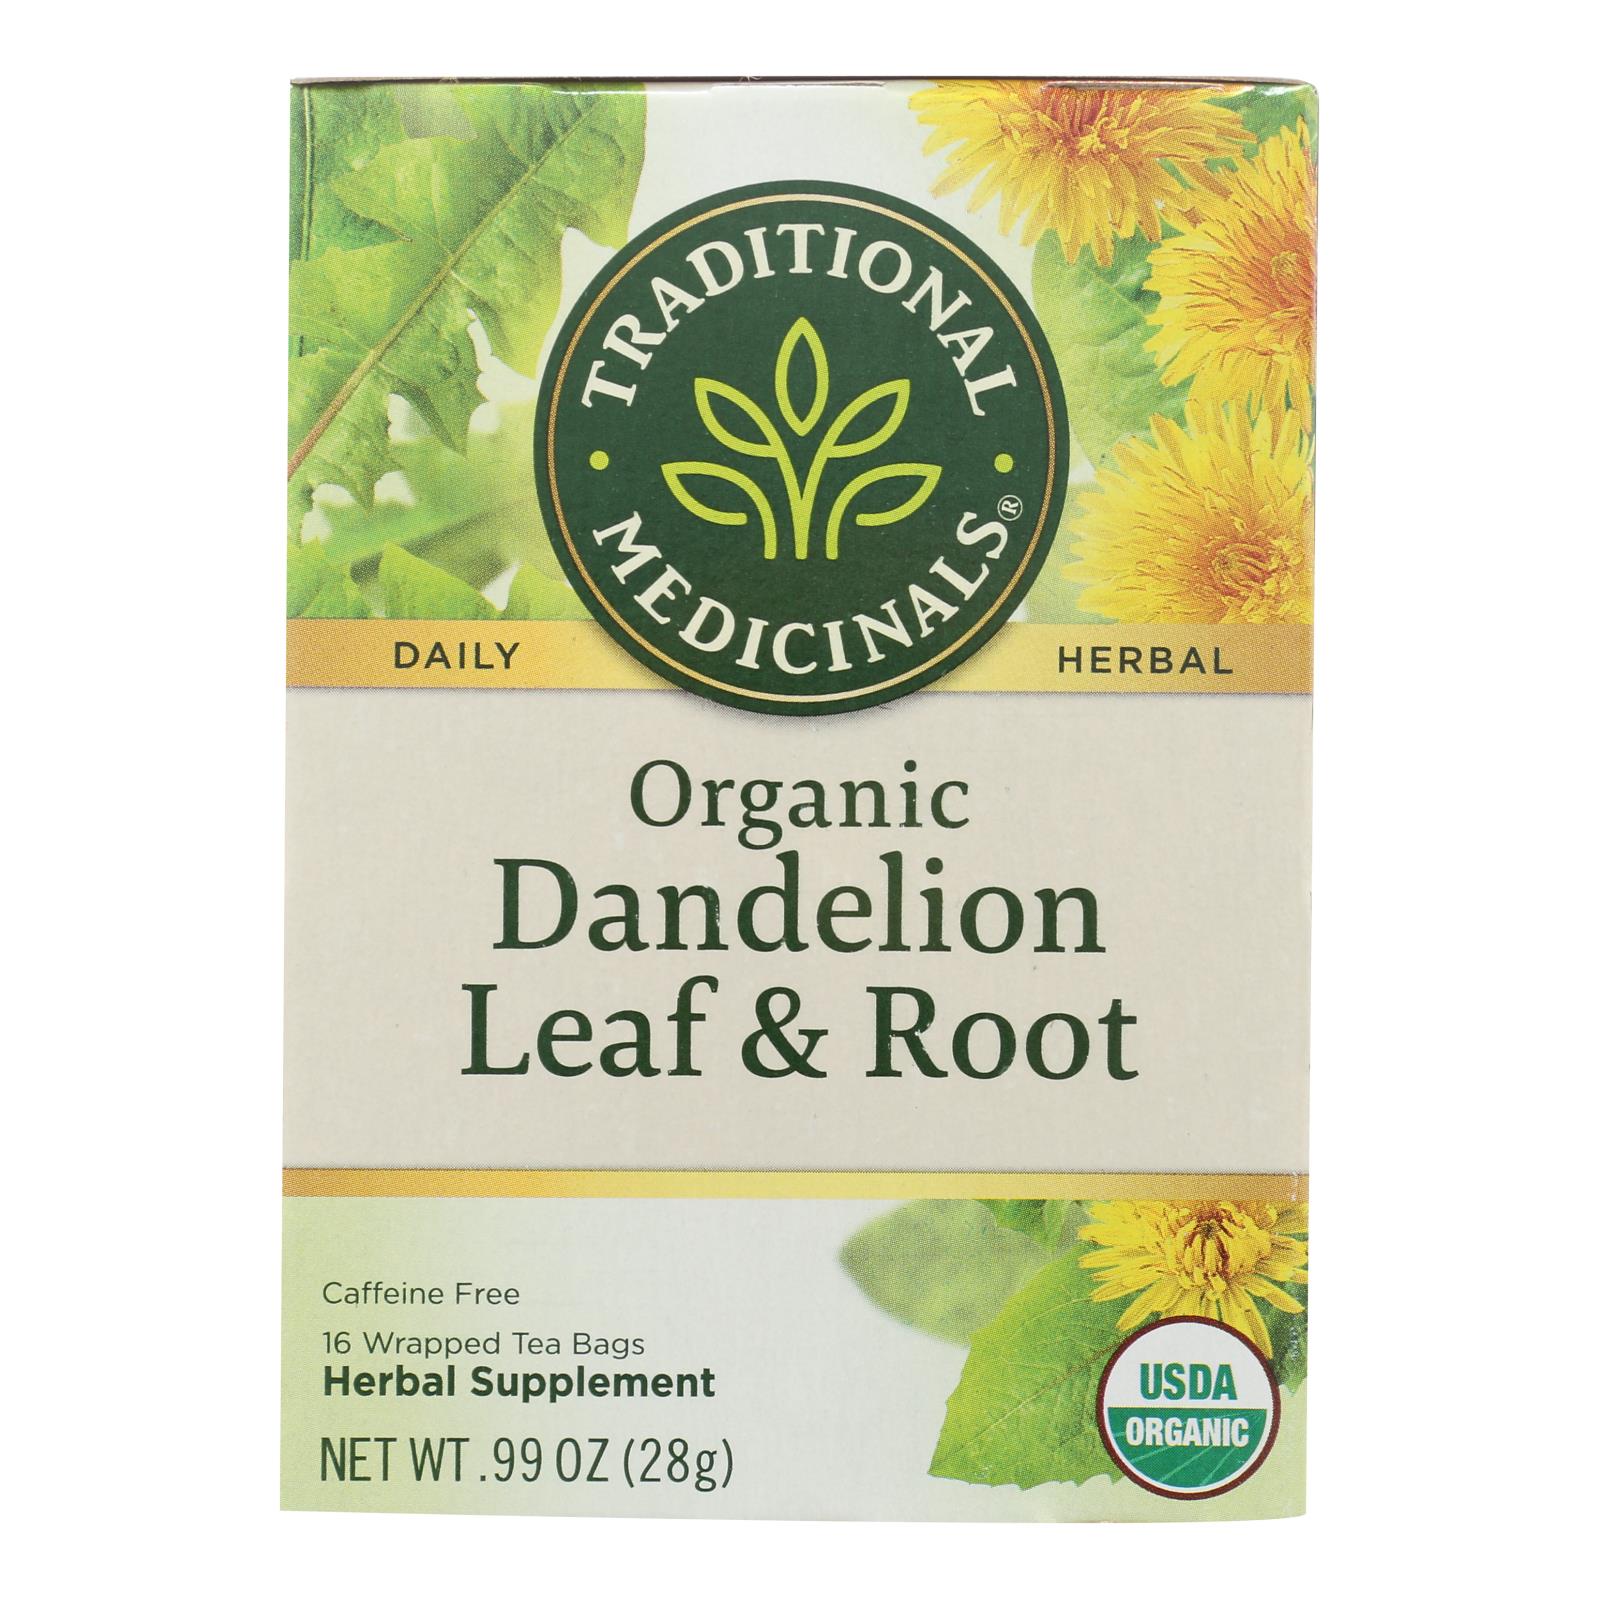 TRADITIONAL
MEDICINALS®
DAILY
HERBAL
Organic
Dandelion
Leaf & Root
Caffeine Free
16 Wrapped Tea Bags
Herbal Supplement
NET WT .99 OZ (28g)
USDA
ORGANIC